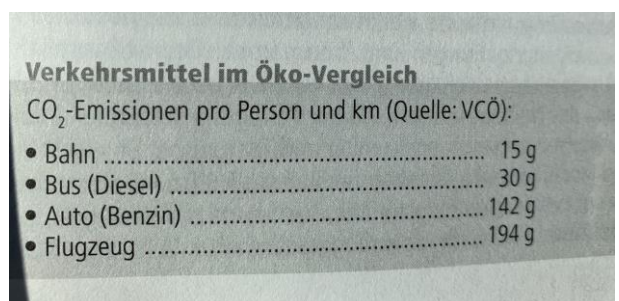 Verkehrsmittel im Öko-Vergleich
CO₂-Emissionen pro Person und km (Quelle: VCÖ):
• Bahn ........................................................ 15 g
• Bus (Diesel) ............................................. 30 g
• Auto (Benzin) .......................................... 142 g
• Flugzeug ................................................. 194 g